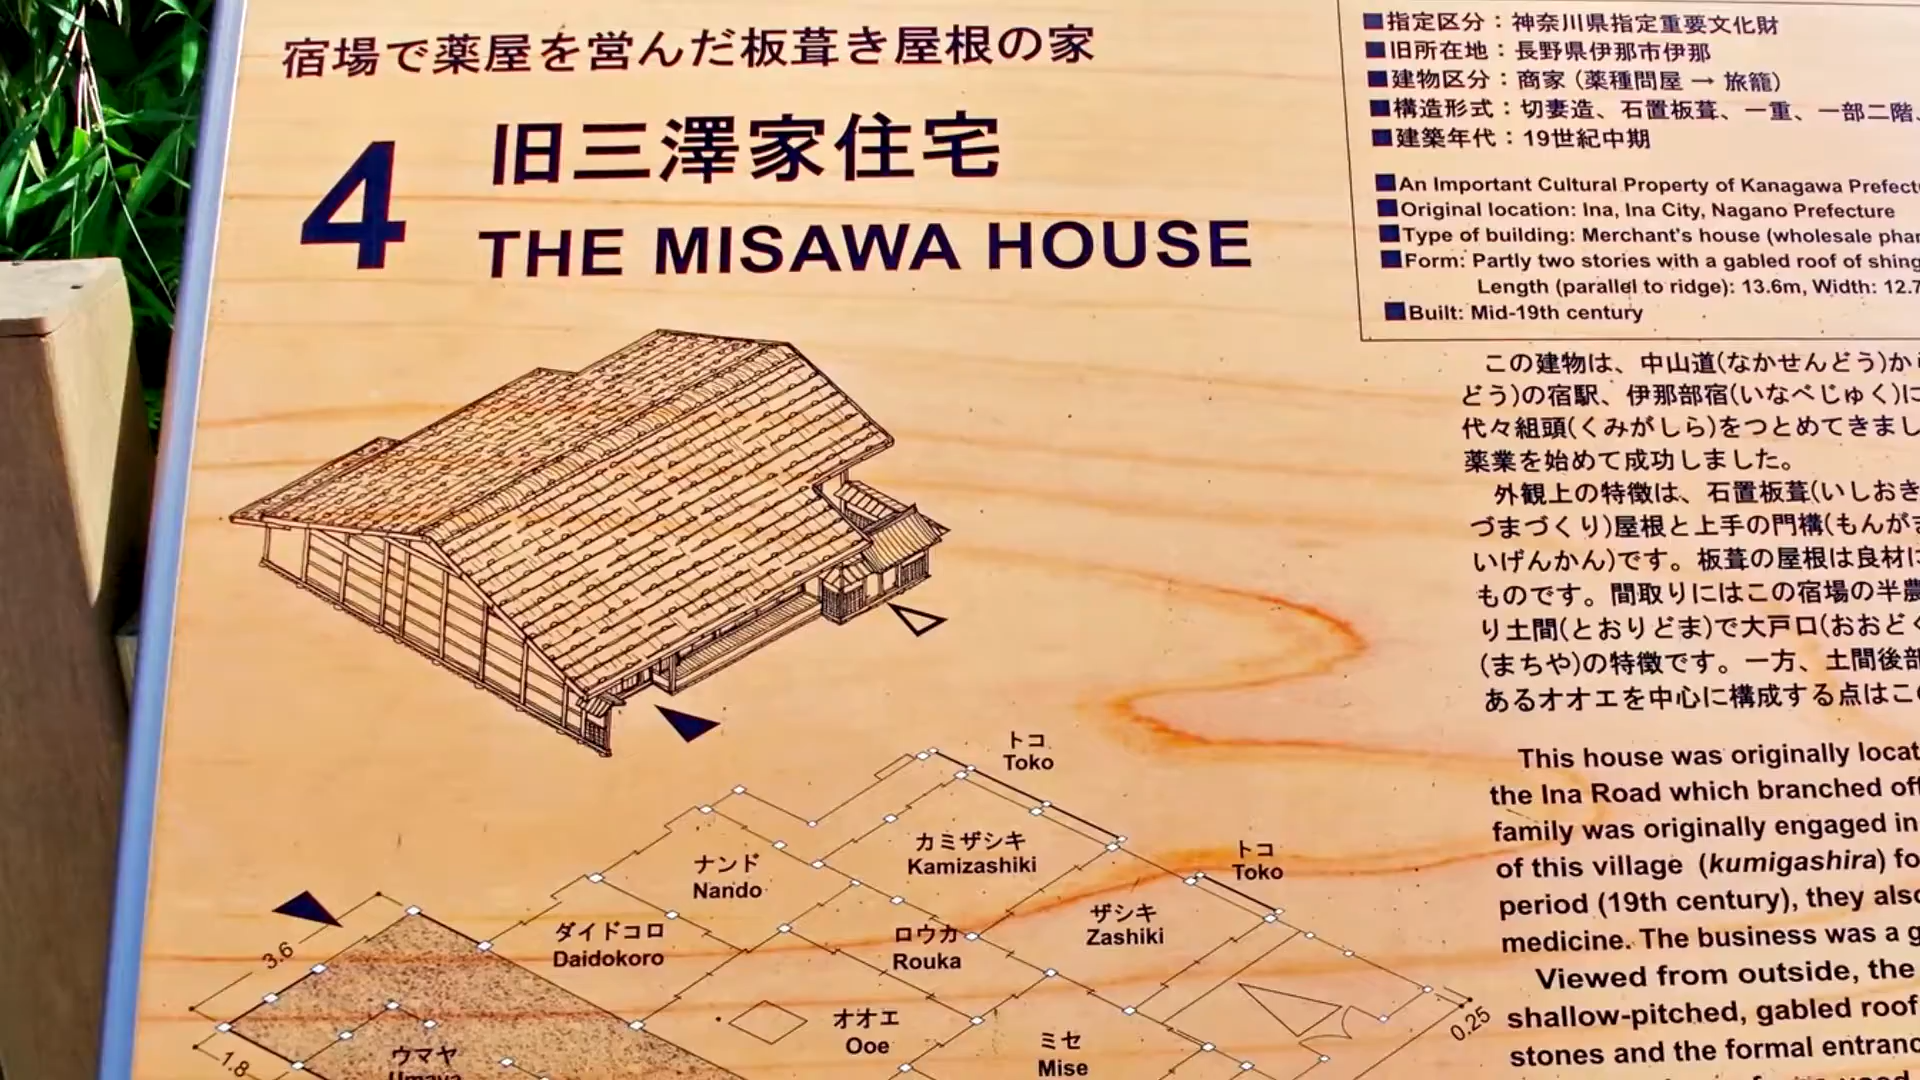 宿場で薬屋を営んだ板葺き屋根の家
4
旧三澤家住宅
THE MISAWA HOUSE
■指定区分：神奈川県指定重要文化財
■旧所在地：長野県伊那市伊那
■建物区分：商家（薬種問屋 → 旅籠）
■構造形式：切妻造、石置板葺、一重、一部二階、
■建築年代：19世紀中期
■An Important Cultural Property of Kanagawa
■Original location: Ina, Ina City, Nagano Prefecture
■Type of building: Merchant's house (wholesale
■Form: Partly two stories with a gabled roof of
Length (parallel to ridge): 13.6m, Width:
■Built: Mid-19th century
この建物は、中山道(なかせんどう)か
どう)の宿駅、伊那部宿(いなべじゅく)に
代々組頭(くみがしら)をつとめてきまし
薬業を始めて成功しました。
外観上の特徴は、石置板葺(いしおき
づまづくり)屋根と上手の門構(もんが
いげんかん)です。板葺の屋根は良材に
ものです。間取りにはこの宿場の半農
り土間(とおりどま)で大戸口(おおど
(まちや)の特徴です。一方、土間後部
あるオオエを中心に構成する点はこ
This house was originally
the Ina Road which branched off
family was originally engaged in
of this village (kumigashira)
period (19th century), they also
medicine. The business was a
Viewed from outside, the
shallow-pitched, gabled roof
stones and the formal
トコ
Toko
カミザシキ
Kamizashiki
トコ
Toko
ナンド
Nando
ザシキ
Zashiki
ダイドコロ
Daidokoro
ロウカ
Rouka
3.6
オオエ
Ooe
ミセ
Mise
0.25
ウマヤ
Umaya
1.8